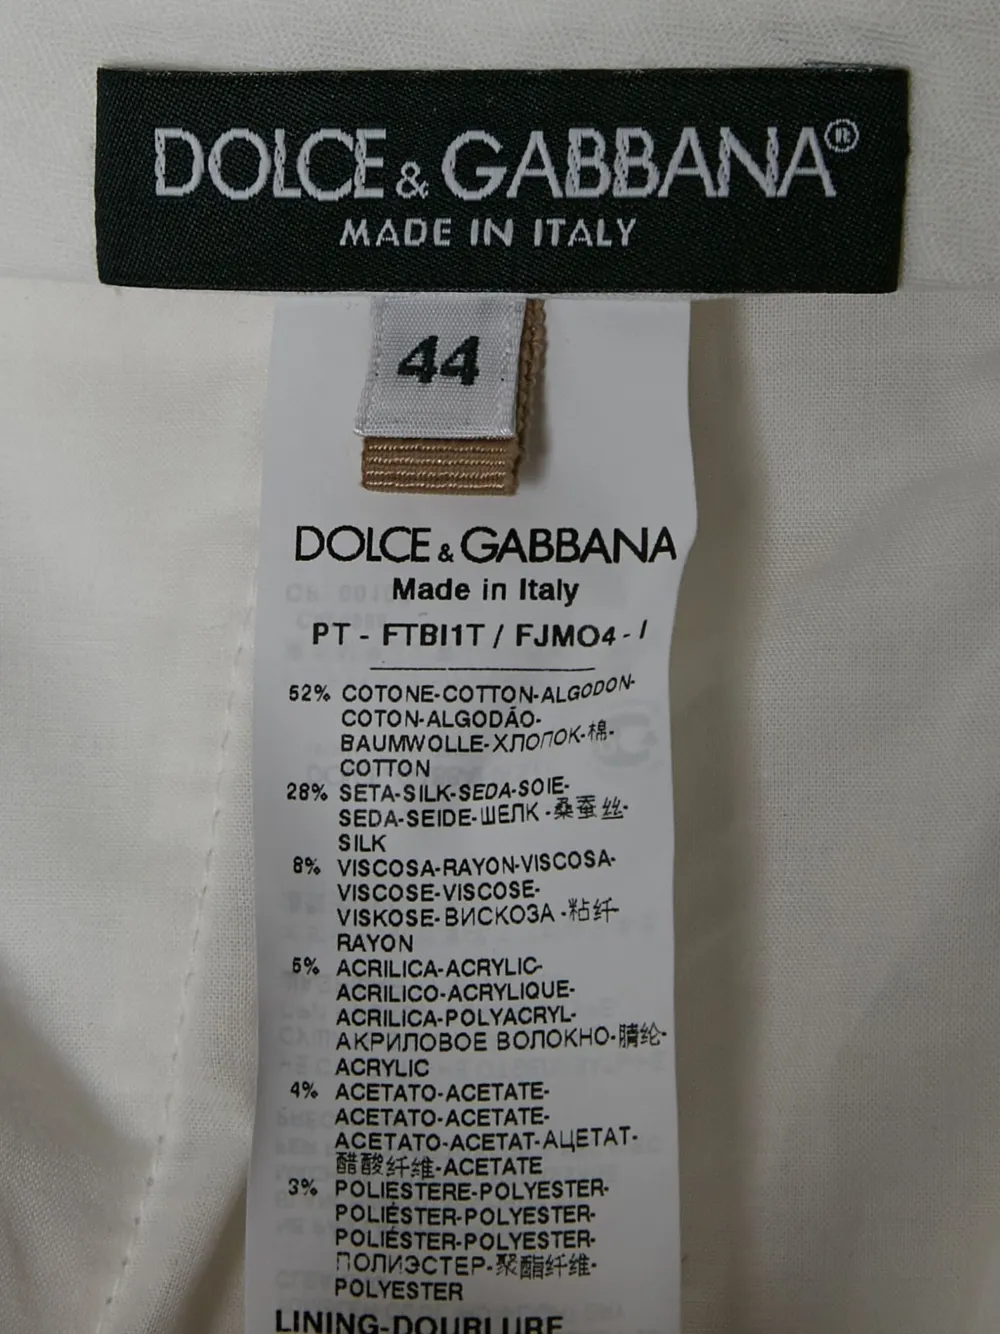 DOLCE & GABBANA®
MADE IN ITALY
44
DOLCE & GABBANA
Made in Italy
PT - FTBI1T / FJMO4 - I
52% COTONE-COTTON-ALGODON-
COTON-ALGODÃO-
BAUMWOLLE-ХЛОПОК-棉-
COTTON
28% SETA-SILK-SEDA-SOIE-
SEDA-SEIDE-ШЕЛК-桑蚕丝-
SILK
8% VISCOSA-RAYON-VISCOSA-
VISCOSE-VISCOSE-
VISKOSE-ВИСКОЗА-粘纤-
RAYON
5% ACRILICA-ACRYLIC-
ACRILICO-ACRYLIQUE-
ACRILICA-POLYACRYL-
АКРИЛОВОЕ ВОЛОКНО-腈纶-
ACRYLIC
4% ACETATO-ACETATE-
ACETATO-ACETATE-
ACETATO-ACETAT-АЦЕТАТ-
醋酸纤维-ACETATE
3% POLIESTERE-POLYESTER-
POLIÉSTER-POLYESTER-
POLIÉSTER-POLYESTER-
ПОЛИЭСТЕР-聚酯纤维-
POLYESTER
LINING-DOUBLURE